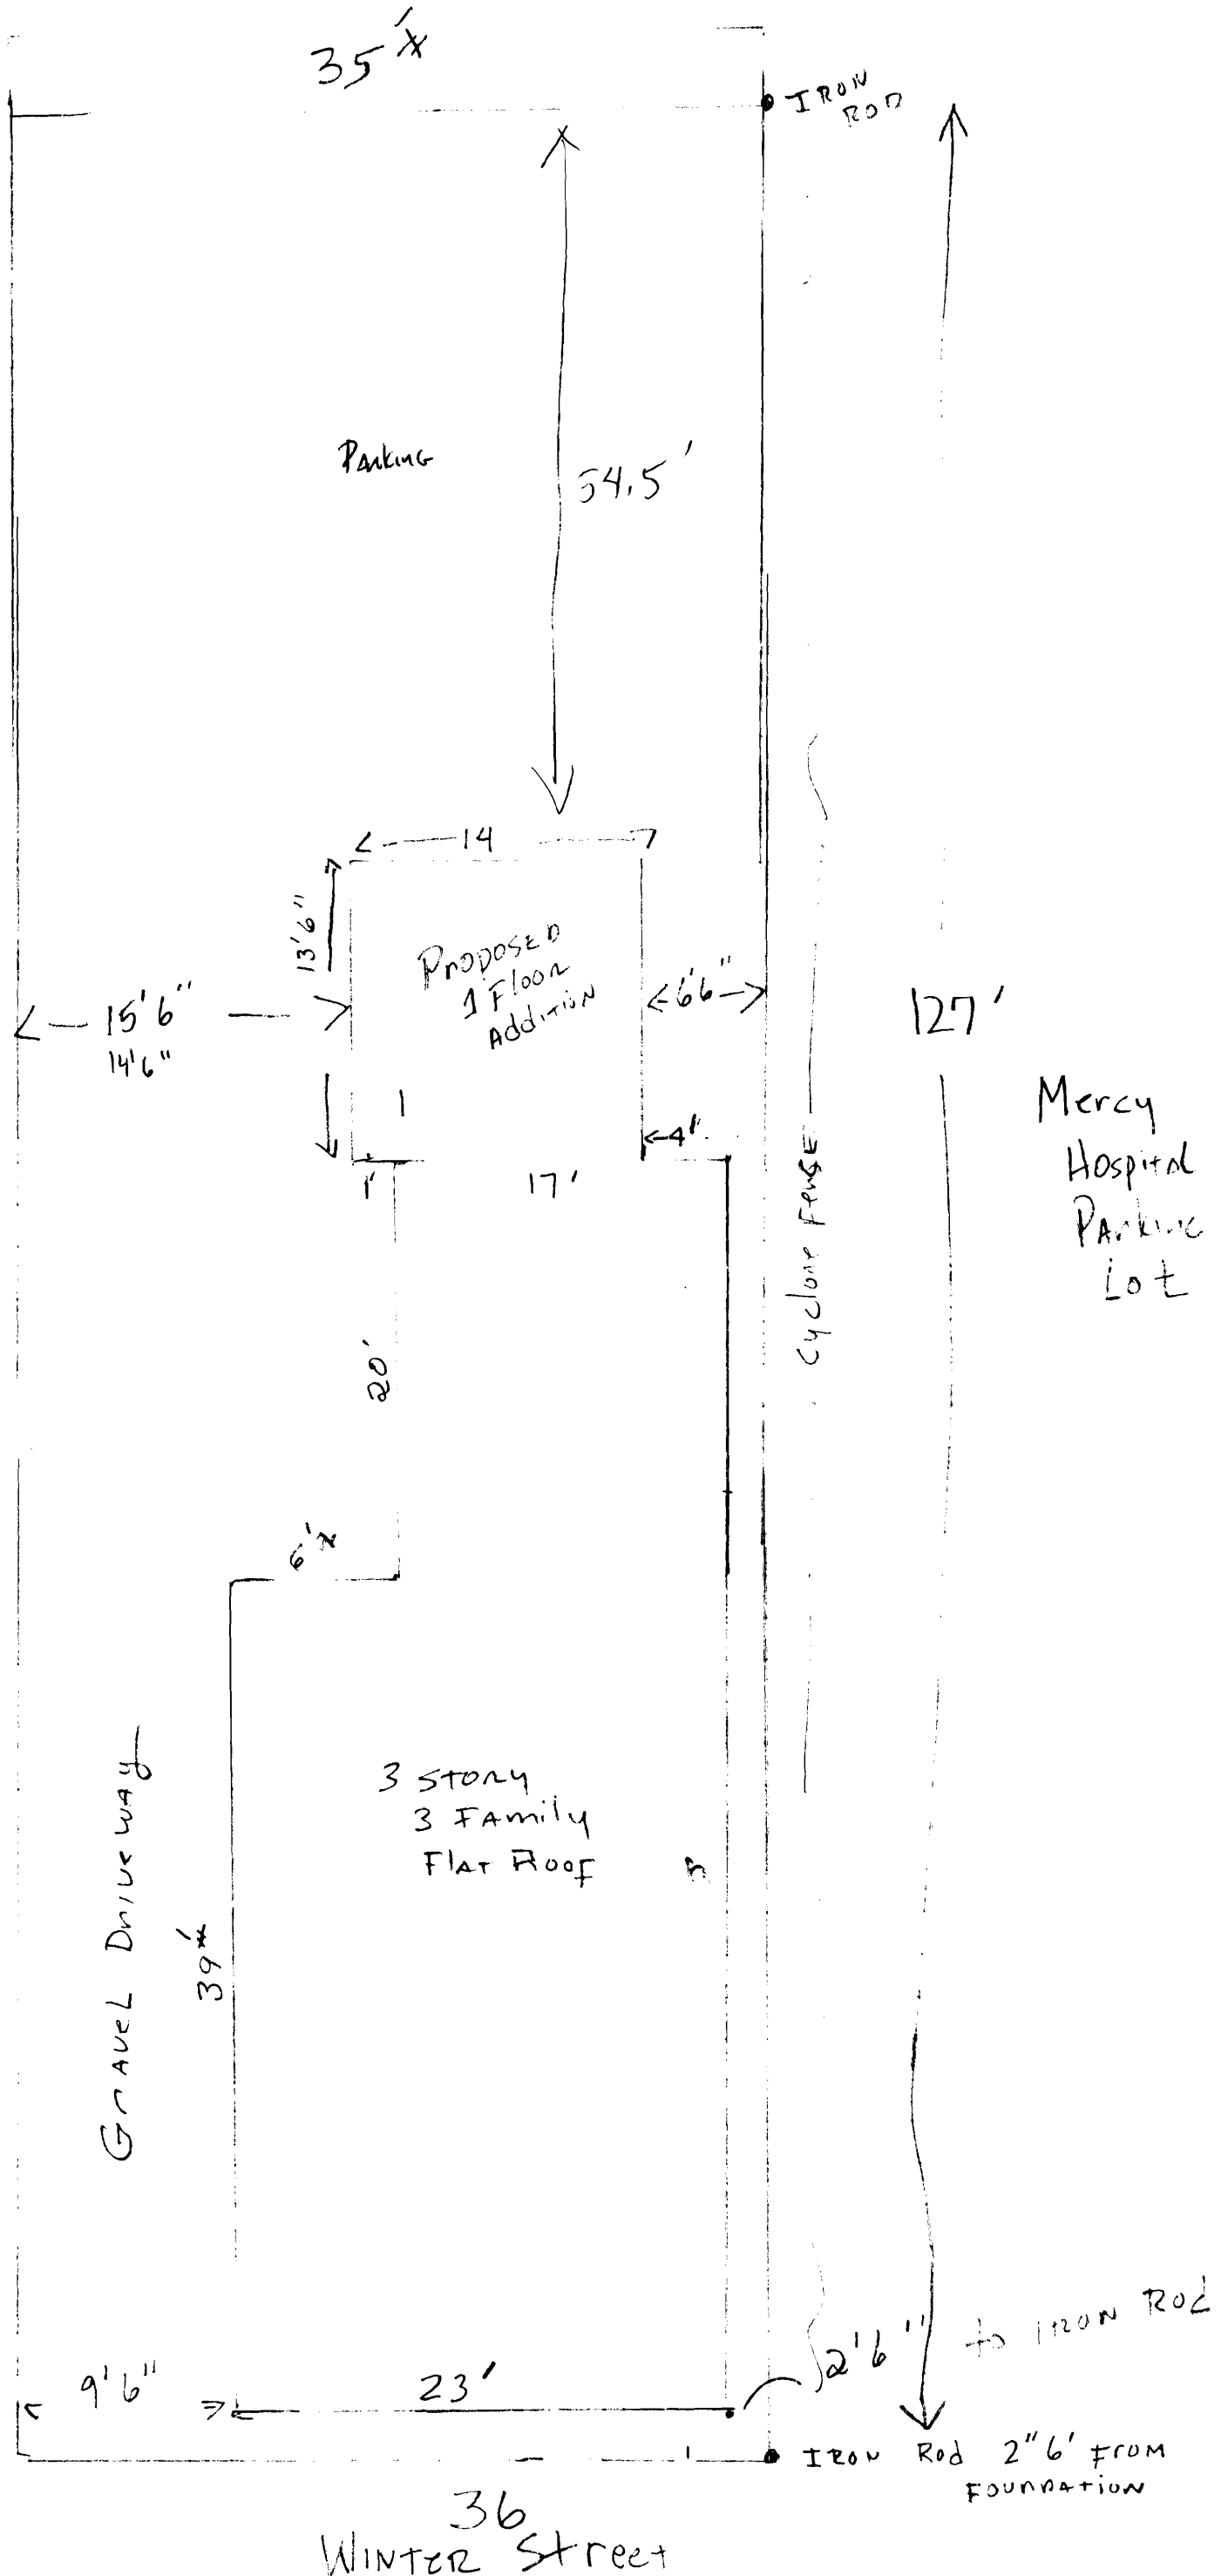 35'
IRON
ROD
Parking
54.5'
14
13'6"
Proposed
1 Floor
Addition
6'6"
15'6"
14'6"
127'
Mercy
Hospital
Parking
Lot
1
4'
1'
17'
Cyclone Fence
20'
6'
3 Story
3 Family
Flat Roof
Gravel Driveway
39'
2'6" to IRON Rod
9'6"
23'
IRON Rod 2"6' From
Foundation
36
Winter Street